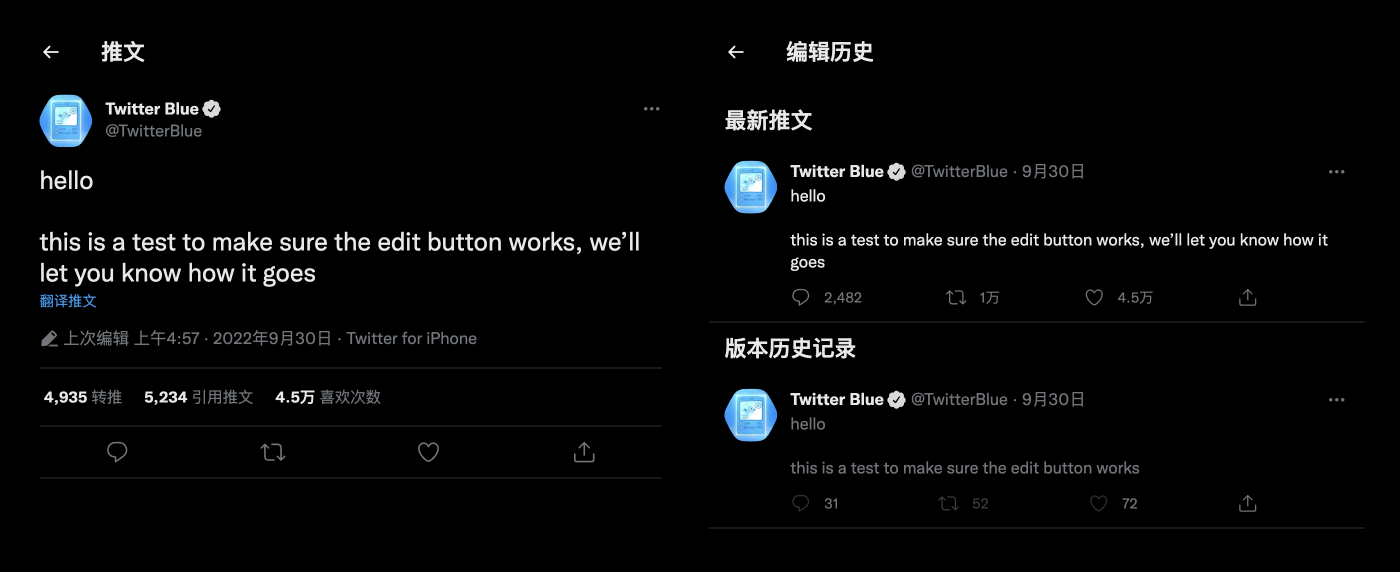 推文
Twitter Blue
@TwitterBlue
hello
this is a test to make sure the edit button works, we’ll
let you know how it goes
翻译推文
上次编辑 上午4:57 · 2022年9月30日 · Twitter for iPhone
4,935 转推 5,234 引用推文 4.5万 喜欢次数
编辑历史
最新推文
Twitter Blue @TwitterBlue · 9月30日
hello
this is a test to make sure the edit button works, we’ll let you know how it
goes
2,482 1万 4.5万
版本历史记录
Twitter Blue @TwitterBlue · 9月30日
hello
this is a test to make sure the edit button works
31 52 72